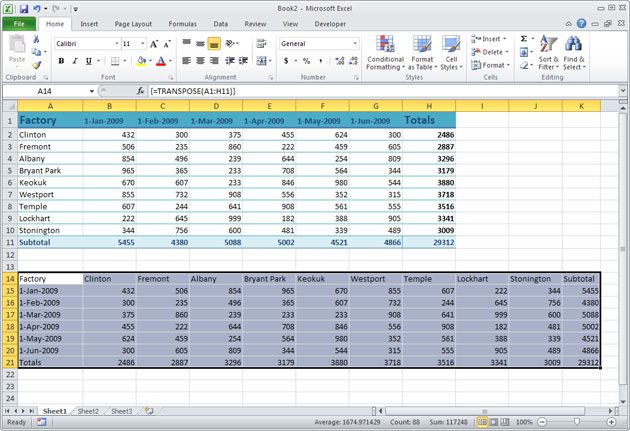 Book2 - Microsoft Excel
File Home Insert Page Layout Formulas Data Review View Developer
Paste Calibri 11 General Conditional Formatting Format as Table Cell Styles Insert Delete Format Sort & Filter Find & Select
Clipboard Font Alignment Number Styles Cells Editing
A14 fx {=TRANSPOSE(A1:H11)}
A B C D E F G H I J K
1 Factory 1-Jan-2009 1-Feb-2009 1-Mar-2009 1-Apr-2009 1-May-2009 1-Jun-2009 Totals
2 Clinton 432 300 375 455 624 300 2486
3 Fremont 506 235 860 222 459 605 2887
4 Albany 854 496 239 644 254 809 3296
5 Bryant Park 965 365 233 708 564 344 3179
6 Keokuk 670 607 233 846 980 544 3880
7 Westport 855 732 908 556 352 315 3718
8 Temple 607 244 641 908 561 555 3516
9 Lockhart 222 645 999 182 388 905 3341
10 Stonington 344 756 600 481 339 489 3009
11 Subtotal 5455 4380 5088 5002 4521 4866 29312
12
13
14 Factory Clinton Fremont Albany Bryant Park Keokuk Westport Temple Lockhart Stonington Subtotal
15 1-Jan-2009 432 506 854 965 670 855 607 222 344 5455
16 1-Feb-2009 300 235 496 365 607 732 244 645 756 4380
17 1-Mar-2009 375 860 239 233 233 908 641 999 600 5088
18 1-Apr-2009 455 222 644 708 846 556 908 182 481 5002
19 1-May-2009 624 459 254 564 980 352 561 388 339 4521
20 1-Jun-2009 300 605 809 344 544 315 555 905 489 4866
21 Totals 2486 2887 3296 3179 3880 3718 3516 3341 3009 29312
22
23
24
Sheet1 Sheet2 Sheet3
Ready Average: 1674.971429 Count: 88 Sum: 117248 100%